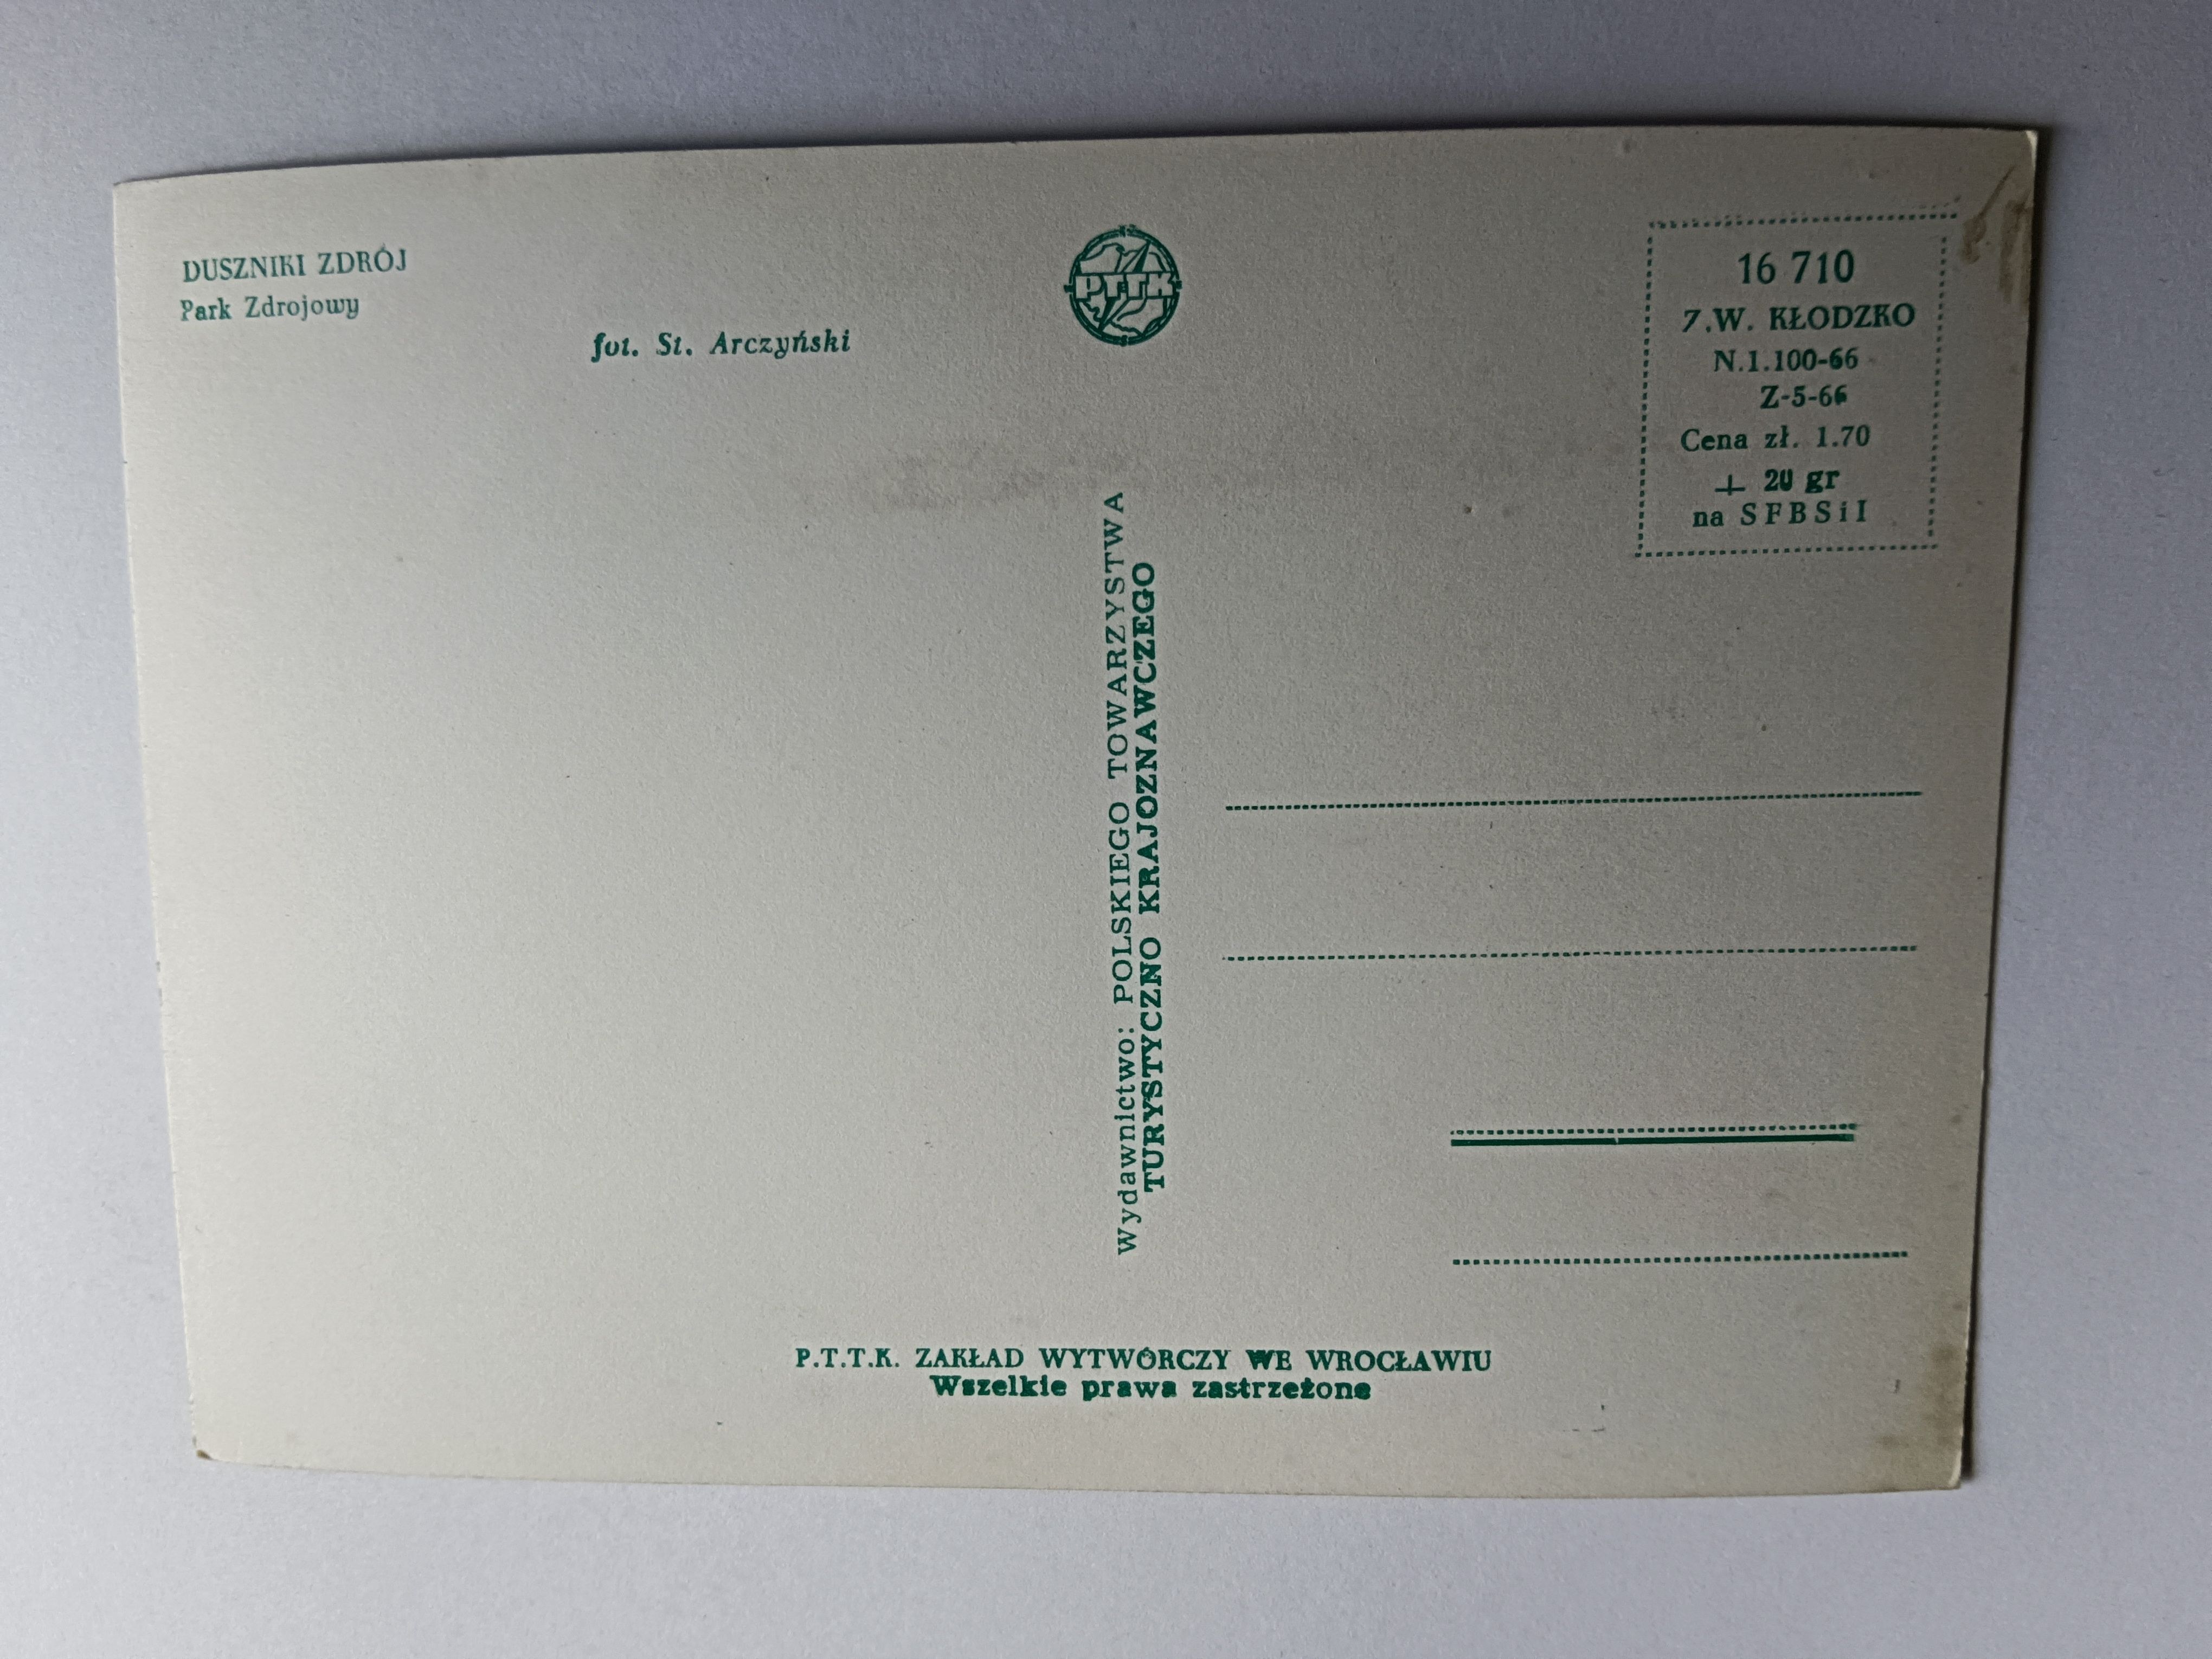 DUSZNIKI ZDRÓJ
Park Zdrojowy
fot. St. Arczyński
PTTK
16 710
7.W. KŁODZKO
N.1.100-66
Z-5-66
Cena zł. 1.70
+ 20 gr
na SFBSiI
Wydawnictwo: POLSKIEGO TOWARZYSTWA
TURYSTYCZNO KRAJOZNAWCZEGO
P.T.T.K. ZAKŁAD WYTWÓRCZY WE WROCŁAWIU
Wszelkie prawa zastrzeżone